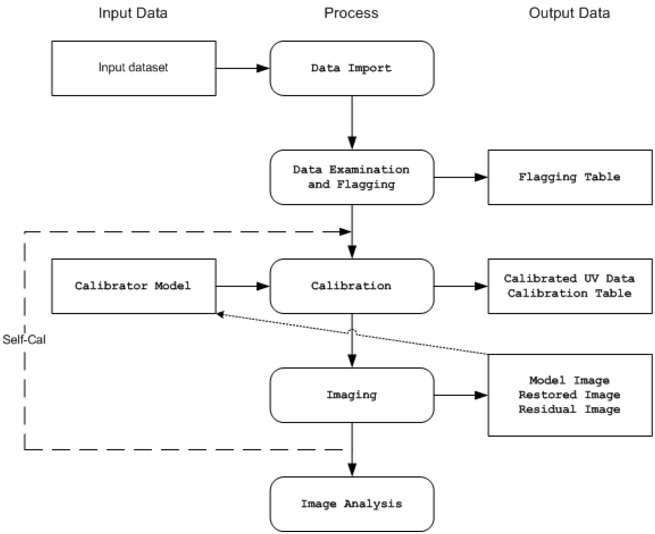 Input Data
Process
Output Data
Input dataset
Data Import
Data Examination
and Flagging
Flagging Table
Calibrator Model
Calibration
Calibrated UV Data
Calibration Table
Self-Cal
Imaging
Model Image
Restored Image
Residual Image
Image Analysis